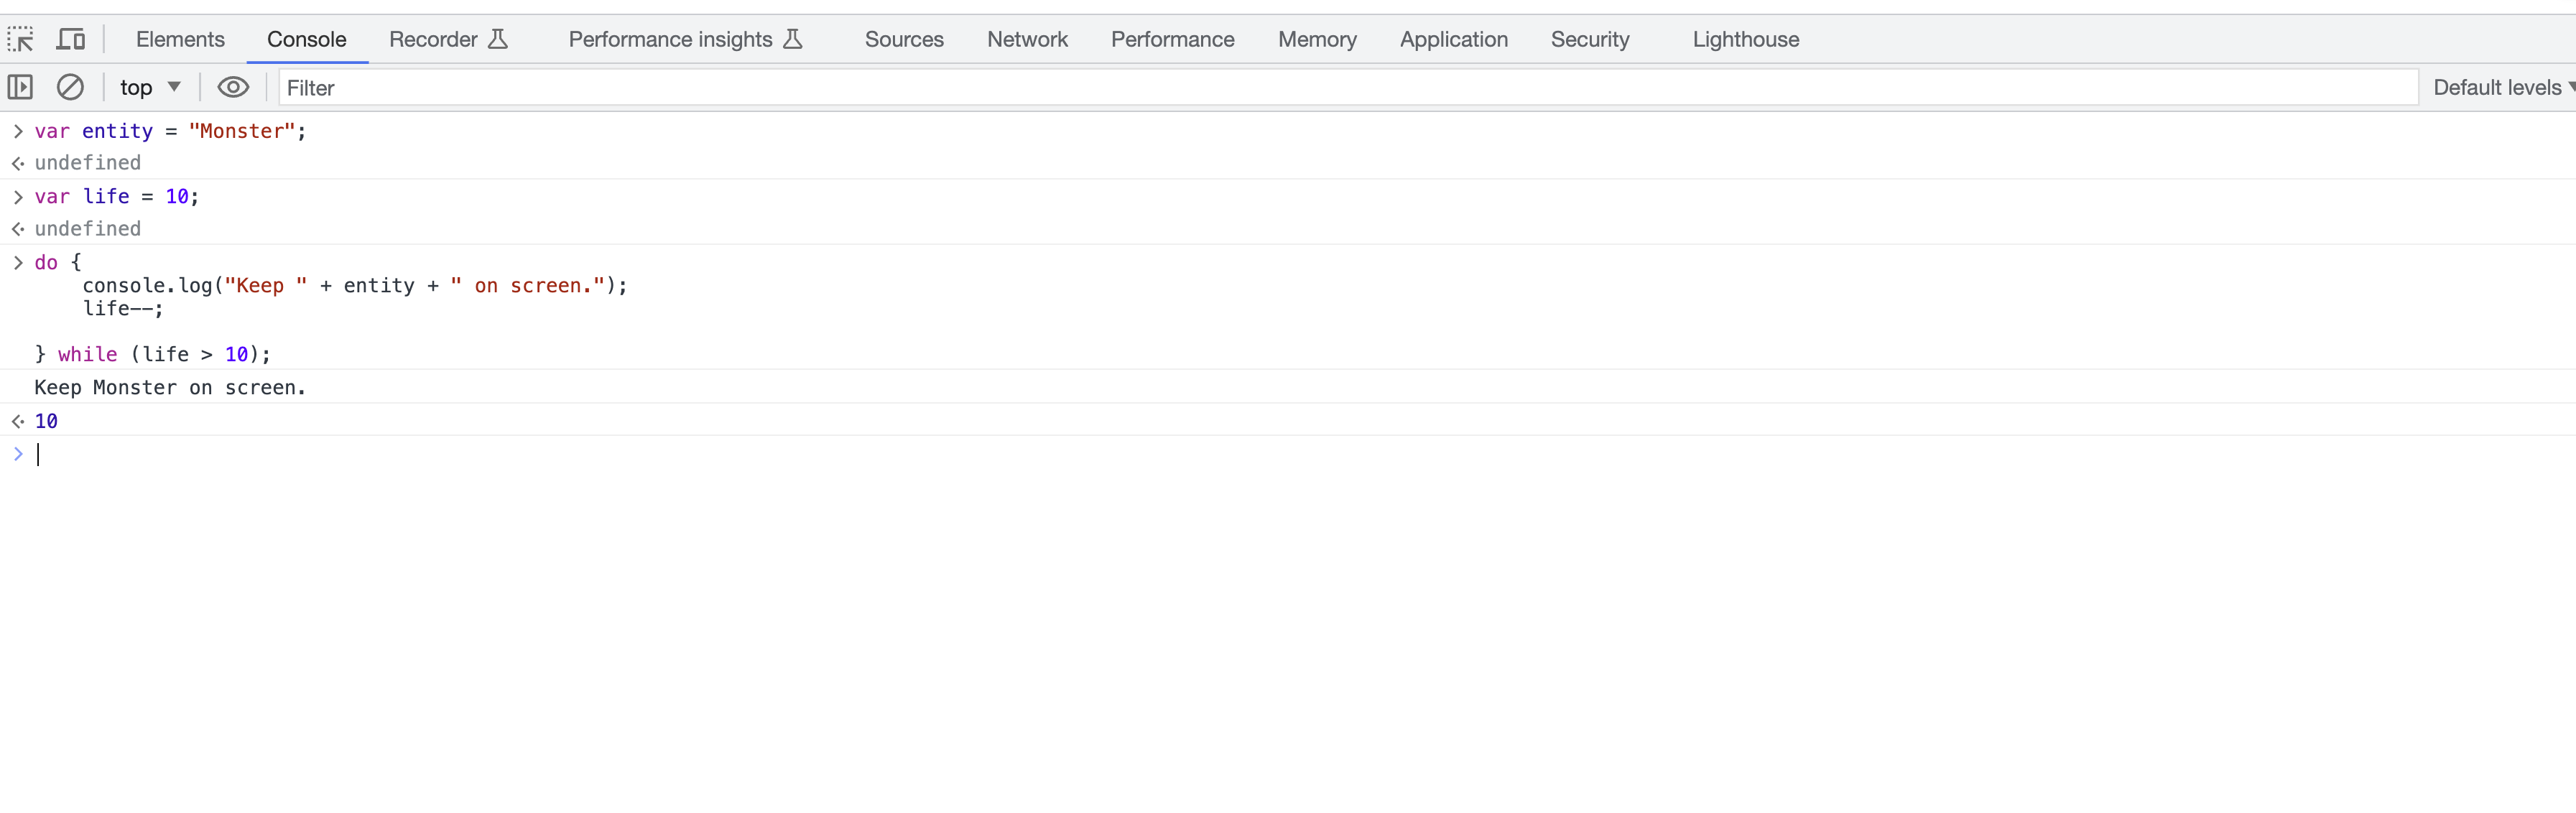 Elements Console Recorder Performance insights Sources Network Performance Memory Application Security Lighthouse
top Filter Default levels
var entity = "Monster";
undefined
var life = 10;
undefined
do {
console.log("Keep " + entity + " on screen.");
life--;
} while (life > 10);
Keep Monster on screen.
10